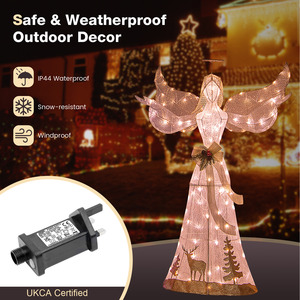 Safe & Weatherproof
Outdoor Decor
IP44 Waterproof
Snow-resistant
Windproof
UKCA Certified